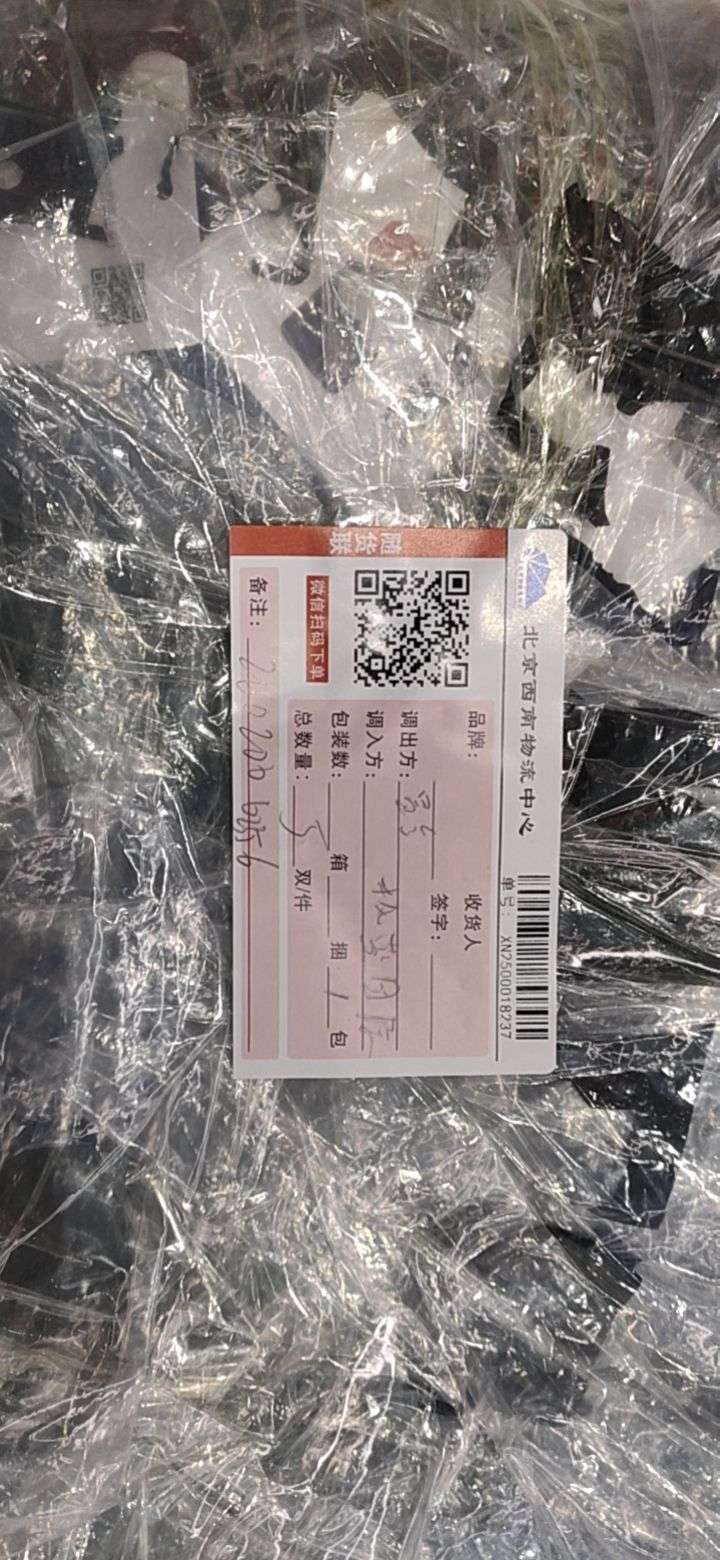 北京西南物流中心
单号： XN2500018237
随货联
微信扫码下单
品牌：
收货人
签字：
调出方：
调入方：
包装数： 箱 捆 1 包
总数量： 5 双/件
备注：